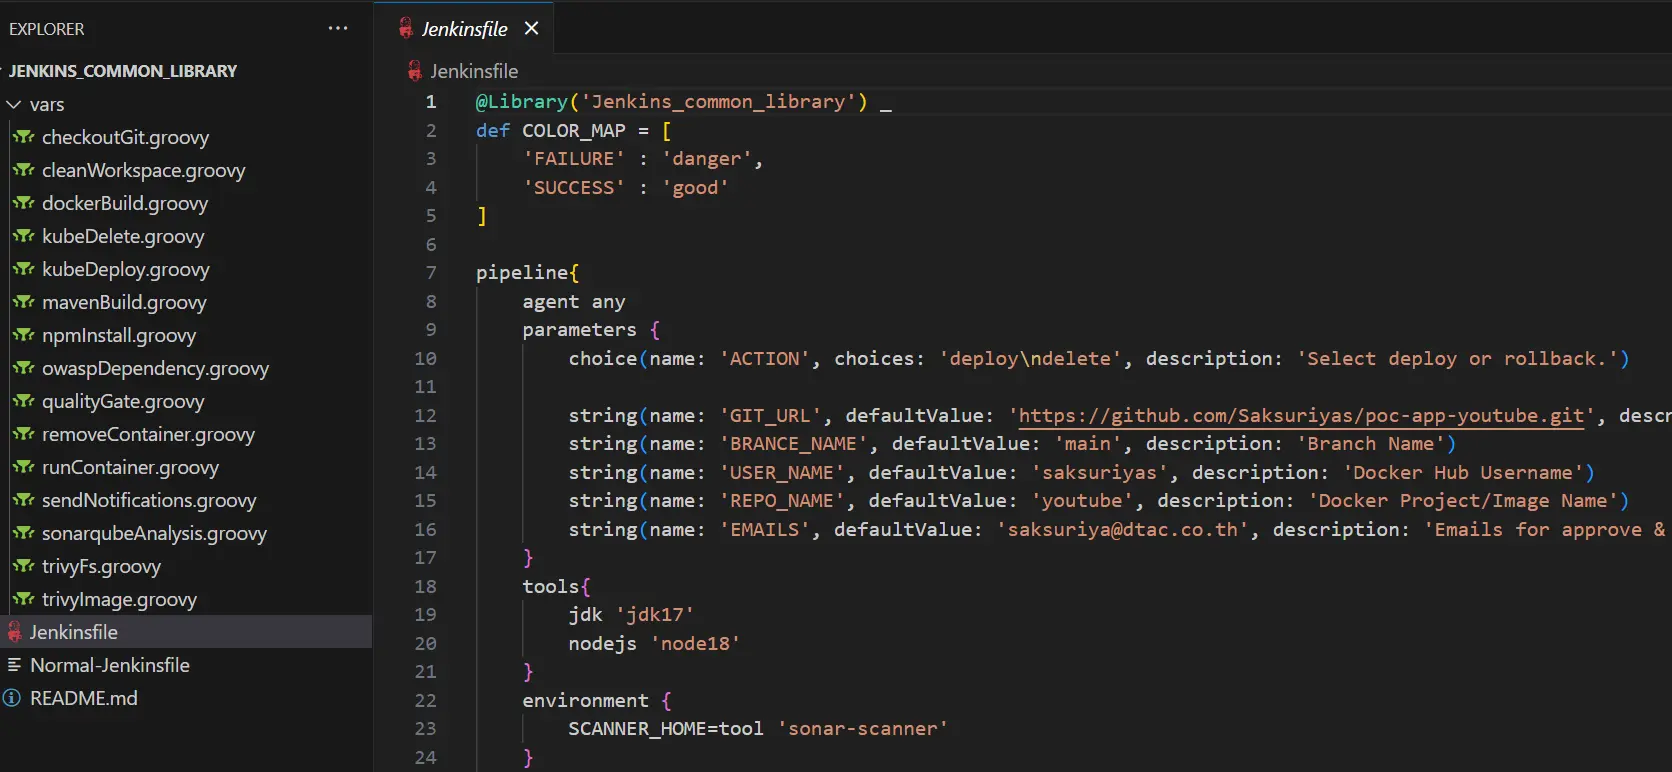 EXPLORER
JENKINS_COMMON_LIBRARY
vars
checkoutGit.groovy
cleanWorkspace.groovy
dockerBuild.groovy
kubeDelete.groovy
kubeDeploy.groovy
mavenBuild.groovy
npmInstall.groovy
owaspDependency.groovy
qualityGate.groovy
removeContainer.groovy
runContainer.groovy
sendNotifications.groovy
sonarqubeAnalysis.groovy
trivyFs.groovy
trivyImage.groovy
Jenkinsfile
Normal-Jenkinsfile
README.md
Jenkinsfile
Jenkinsfile
1 @Library('Jenkins_common_library') _
2 def COLOR_MAP = [
3 'FAILURE' : 'danger',
4 'SUCCESS' : 'good'
5 ]
6
7 pipeline{
8 agent any
9 parameters {
10 choice(name: 'ACTION', choices: 'deploy\ndelete', description: 'Select deploy or rollback.')
11
12 string(name: 'GIT_URL', defaultValue: 'https://github.com/Saksuriyas/poc-app-youtube.git', descr
13 string(name: 'BRANCE_NAME', defaultValue: 'main', description: 'Branch Name')
14 string(name: 'USER_NAME', defaultValue: 'saksuriyas', description: 'Docker Hub Username')
15 string(name: 'REPO_NAME', defaultValue: 'youtube', description: 'Docker Project/Image Name')
16 string(name: 'EMAILS', defaultValue: 'saksuriya@dtac.co.th', description: 'Emails for approve &
17 }
18 tools{
19 jdk 'jdk17'
20 nodejs 'node18'
21 }
22 environment {
23 SCANNER_HOME=tool 'sonar-scanner'
24 }